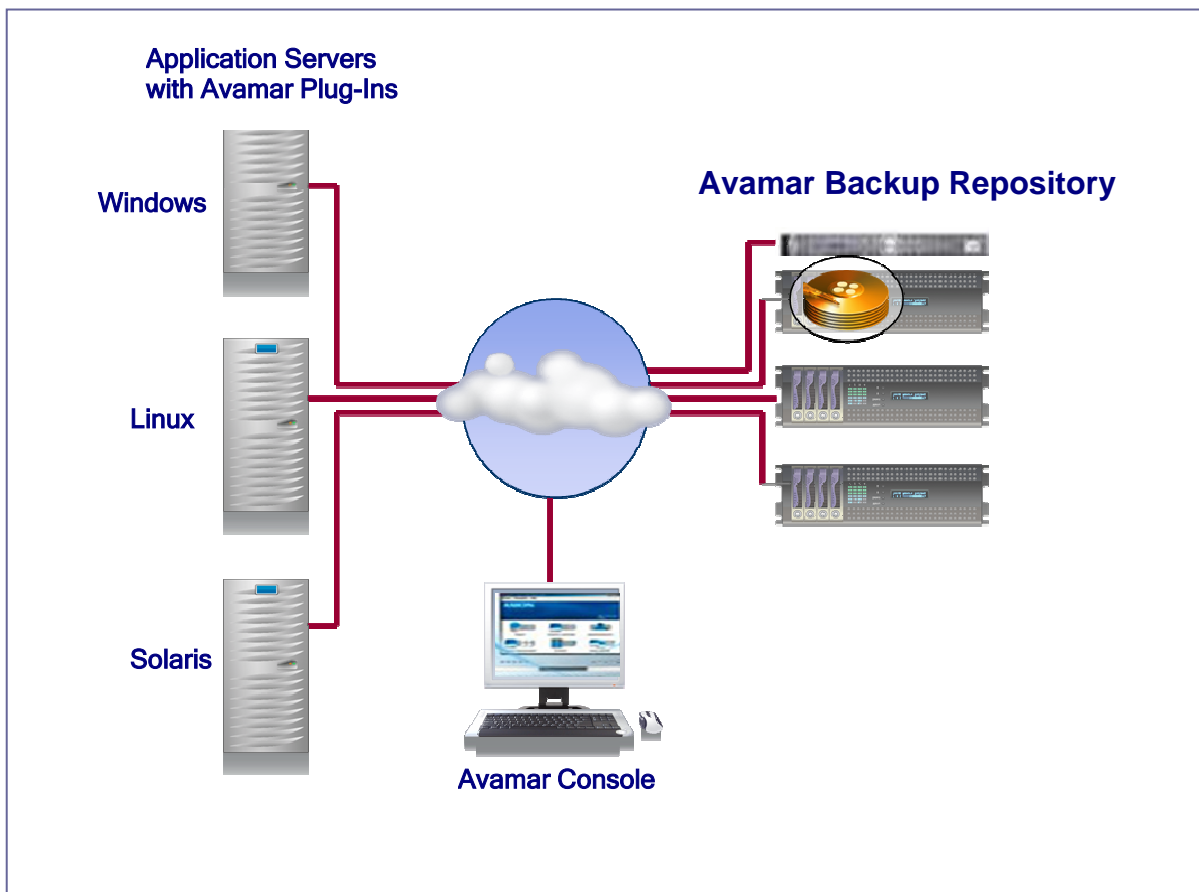 Application Servers
with Avamar Plug-Ins
Windows
Avamar Backup Repository
Linux
Solaris
Avamar Console